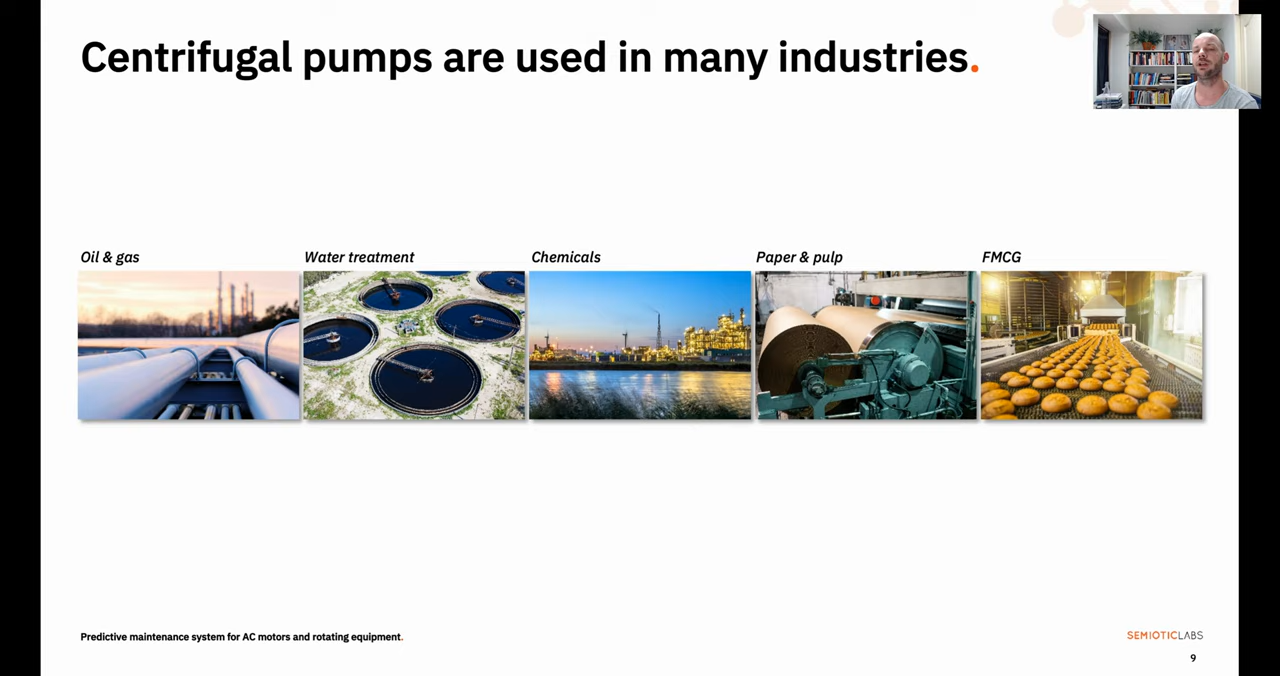 Centrifugal pumps are used in many industries.
Oil & gas
Water treatment
Chemicals
Paper & pulp
FMCG
Predictive maintenance system for AC motors and rotating equipment.
SEMIOTICLABS
9